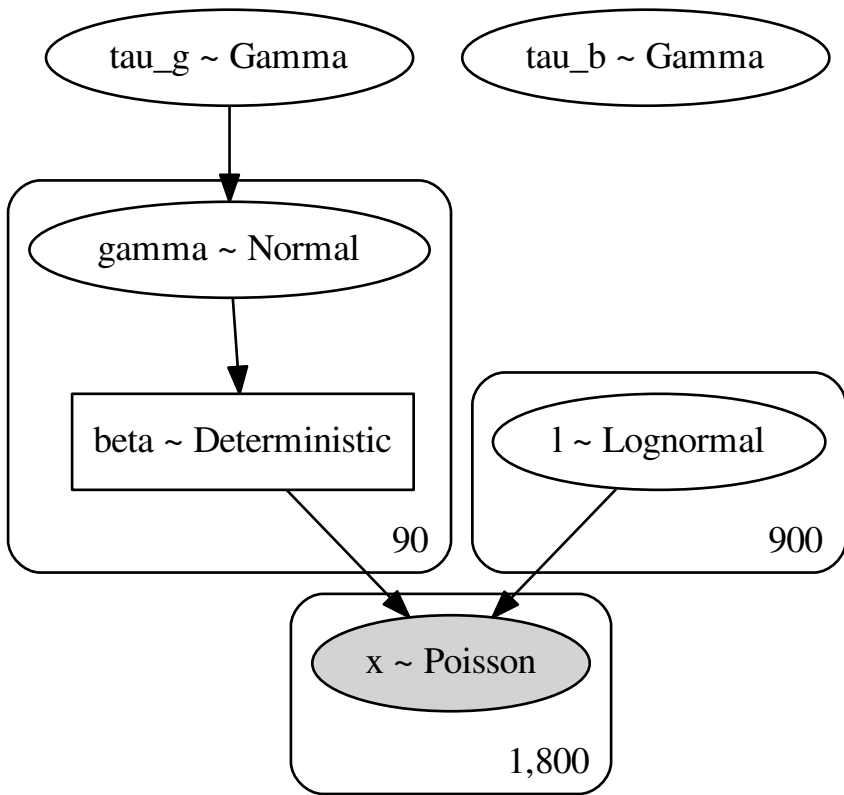 tau_g ~ Gamma
tau_b ~ Gamma
gamma ~ Normal
beta ~ Deterministic
l ~ Lognormal
90
900
x ~ Poisson
1,800